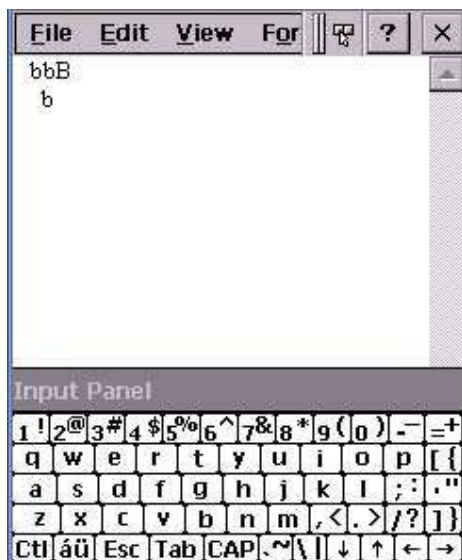 File Edit View For ? ×
bbB
b
Input Panel
1 ! 2 @ 3 # 4 $ 5 % 6 ^ 7 & 8 * 9 ( 0 ) - _ = +
q w e r t y u i o p [ {
a s d f g h j k l ; : ' "
z x c v b n m , < . > / ? ] }
Ctl áü Esc Tab CAP ` ~ \ | ↓ ↑ ← →